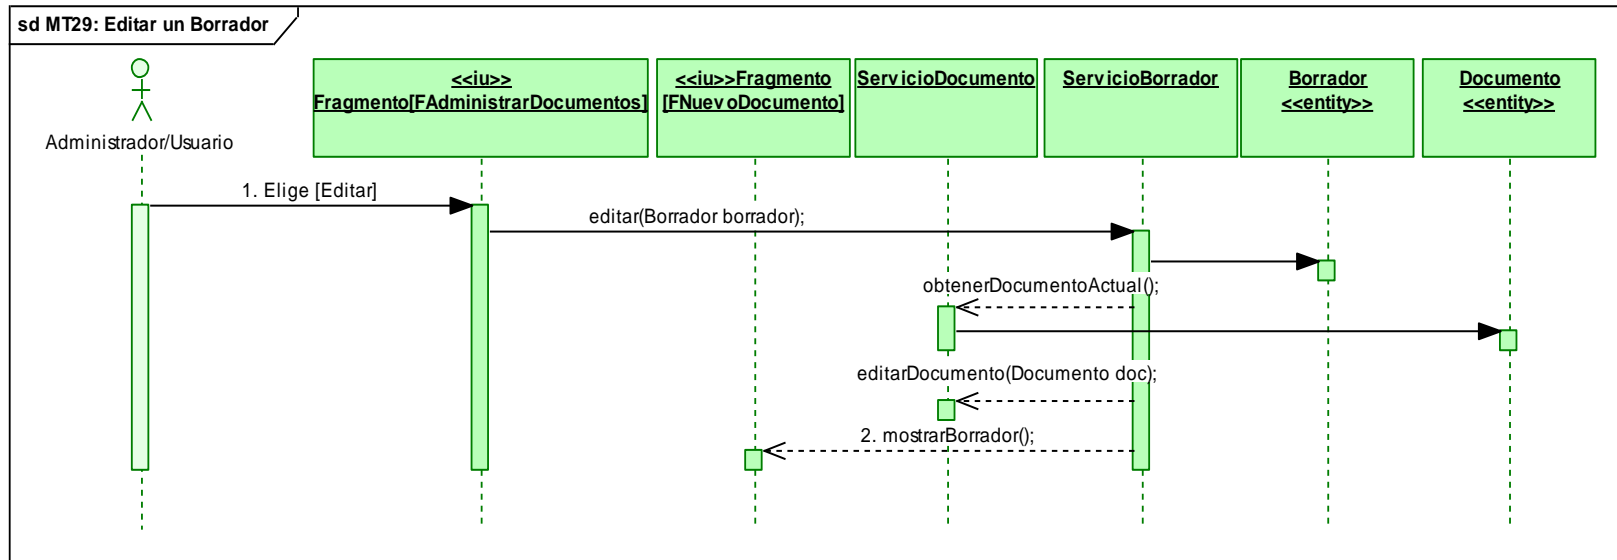 sd MT29: Editar un Borrador
Administrador/Usuario
<<iu>>
Fragmento[FAdministrarDocumentos]
<<iu>>Fragmento
[FNuevoDocumento]
ServicioDocumento
ServicioBorrador
Borrador
<<entity>>
Documento
<<entity>>
1. Elige [Editar]
editar(Borrador borrador);
obtenerDocumentoActual();
editarDocumento(Documento doc);
2. mostrarBorrador();